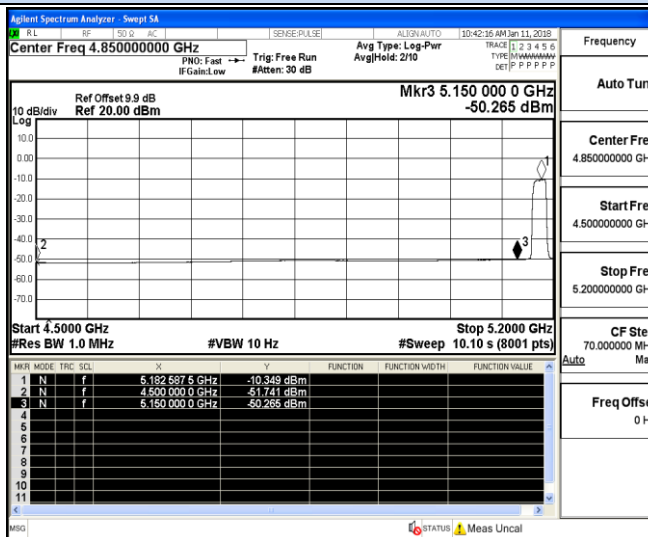 Agilent Spectrum Analyzer - Swept SA
RL RF 50 Ω AC SENSE:PULSE ALIGN AUTO 10:42:16 AM Jan 11, 2018
Center Freq 4.850000000 GHz
PNO: Fast
IFGain:Low
Trig: Free Run
#Atten: 30 dB
Avg Type: Log-Pwr
Avg|Hold: 2/10
TRACE 1 2 3 4 5 6
TYPE M
DET P P P P P P
Ref Offset 9.9 dB
Ref 20.00 dBm
Mkr3 5.150 000 0 GHz
-50.265 dBm
10 dB/div
Log
10.0
0.00
-10.0
-20.0
-30.0
-40.0
-50.0
-60.0
-70.0
1
2
3
Start 4.5000 GHz Stop 5.2000 GHz
#Res BW 1.0 MHz #VBW 10 Hz #Sweep 10.10 s (8001 pts)
MKR MODE TRC SCL X Y FUNCTION FUNCTION WIDTH FUNCTION VALUE
1 N f 5.182 587 5 GHz -10.349 dBm
2 N f 4.500 000 0 GHz -51.741 dBm
3 N f 5.150 000 0 GHz -50.265 dBm
4
5
6
7
8
9
10
11
MSG STATUS Meas Uncal
Frequency
Auto Tun
Center Fre
4.850000000 GH
Start Fre
4.500000000 GH
Stop Fre
5.200000000 GH
CF Ste
70.000000 MH
Auto Ma
Freq Offse
0 H